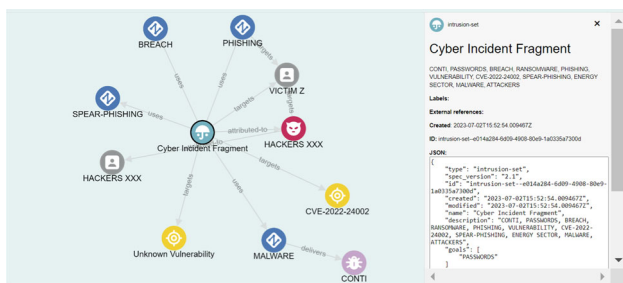 BREACH
PHISHING
uses
uses
targets
VICTIM Z
SPEAR-PHISHING
uses
targets
targets
attributed-to
HACKERS XXX
Cyber Incident Fragment
to
HACKERS XXX
targets
targets
uses
CVE-2022-24002
Unknown Vulnerability
MALWARE
delivers
CONTI
intrusion-set
×
Cyber Incident Fragment
CONTI, PASSWORDS, BREACH, RANSOMWARE, PHISHING,
VULNERABILITY, CVE-2022-24002, SPEAR-PHISHING, ENERGY
SECTOR, MALWARE, ATTACKERS
Labels:
External references:
Created: 2023-07-02T15:52:54.009467Z
ID: intrusion-set--e014a284-6d09-4908-80e9-1a0335a7300d
JSON:
{
"type": "intrusion-set",
"spec_version": "2.1",
"id": "intrusion-set--e014a284-6d09-4908-80e9-
1a0335a7300d",
"created": "2023-07-02T15:52:54.009467Z",
"modified": "2023-07-02T15:52:54.009467Z",
"name": "Cyber Incident Fragment",
"description": "CONTI, PASSWORDS, BREACH,
RANSOMWARE, PHISHING, VULNERABILITY, CVE-2022-
24002, SPEAR-PHISHING, ENERGY SECTOR, MALWARE,
ATTACKERS",
"goals": [
"PASSWORDS"
]